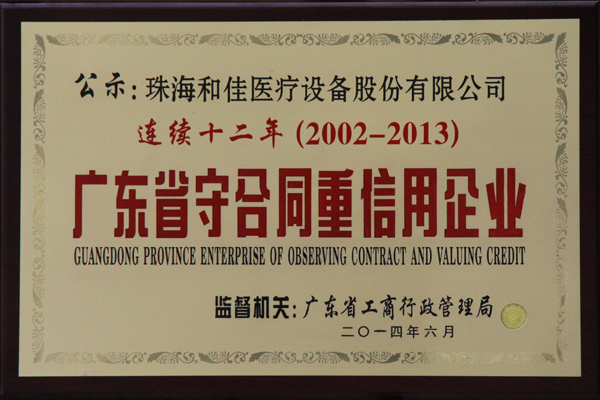 公示:珠海和佳医疗设备股份有限公司
连续十二年(2002-2013)
广东省守合同重信用企业
GUANGDONG PROVINCE ENTERPRISE OF OBSERVING CONTRACT AND VALUING CREDIT
监督机关:广东省工商行政管理局
二〇一四年六月